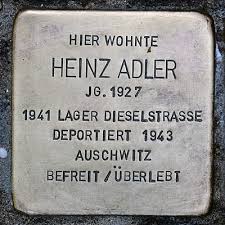 HIER WOHNTE
HEINZ ADLER
JG. 1927
1941 LAGER DIESELSTRASSE
DEPORTIERT 1943
AUSCHWITZ
BEFREIT/ÜBERLEBT